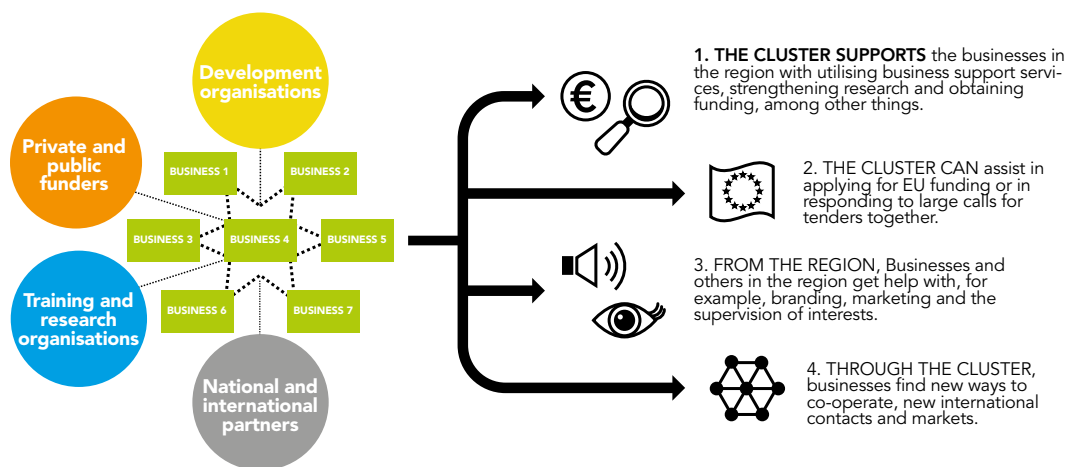 Development
organisations
Private and
public
funders
BUSINESS 1
BUSINESS 2
BUSINESS 3
BUSINESS 4
BUSINESS 5
BUSINESS 6
BUSINESS 7
Training and
research
organisations
National and
international
partners
€
1. THE CLUSTER SUPPORTS the businesses in
the region with utilising business support servi-
ces, strengthening research and obtaining
funding, among other things.
2. THE CLUSTER CAN assist in
applying for EU funding or in
responding to large calls for
tenders together.
3. FROM THE REGION, Businesses and
others in the region get help with, for
example, branding, marketing and the
supervision of interests.
4. THROUGH THE CLUSTER,
businesses find new ways to
co-operate, new international
contacts and markets.